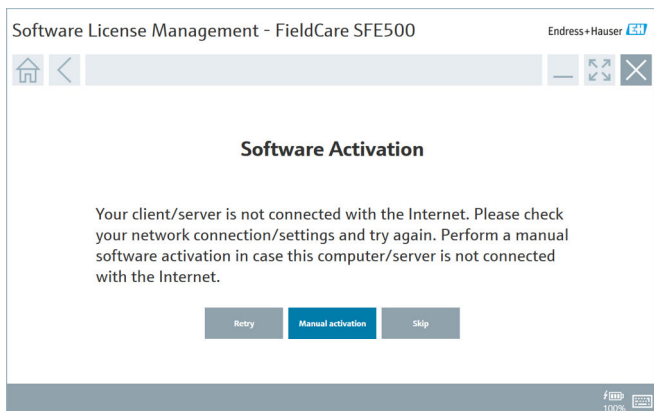 Software License Management - FieldCare SFE500
Endress+Hauser EH
Software Activation
Your client/server is not connected with the Internet. Please check
your network connection/settings and try again. Perform a manual
software activation in case this computer/server is not connected
with the Internet.
Retry Manual activation Skip
100%